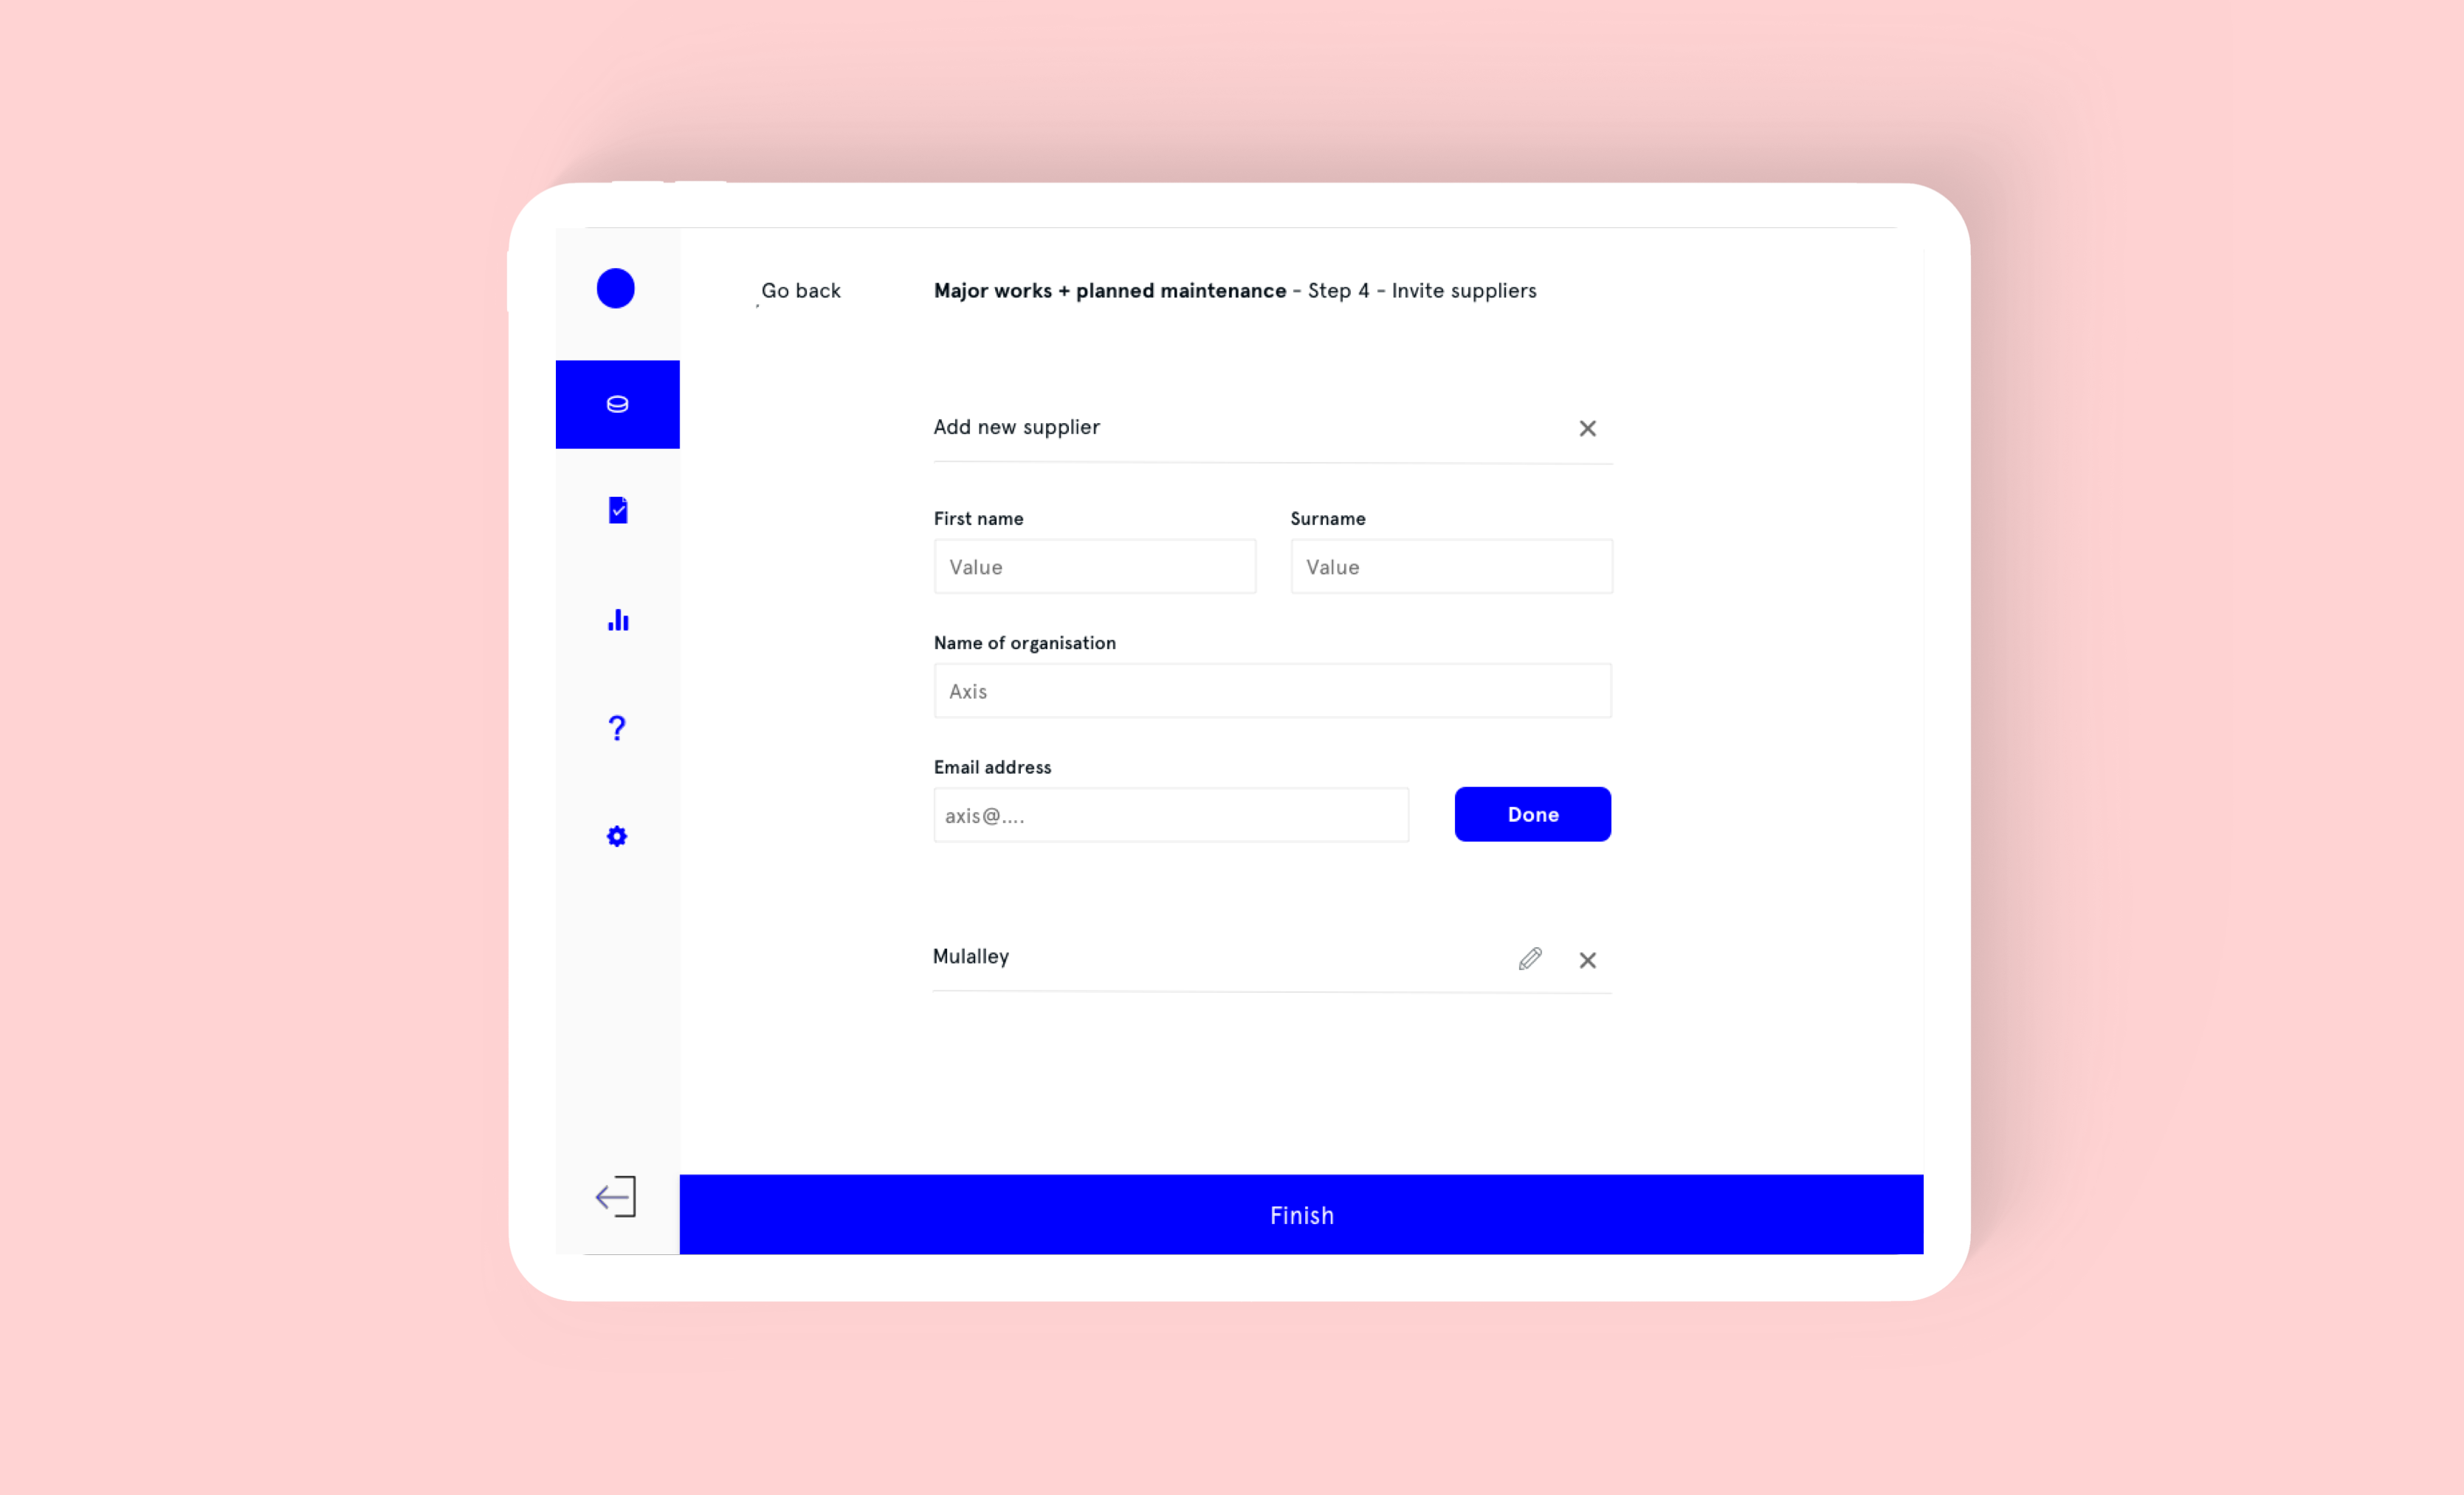 Go back
Major works + planned maintenance - Step 4 - Invite suppliers
Add new supplier
First name
Surname
Value
Value
Name of organisation
Axis
Email address
axis@....
Done
Mulalley
Finish